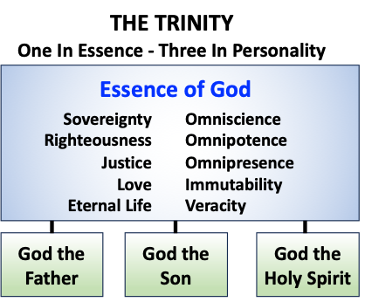 THE TRINITY
One In Essence - Three In Personality
Essence of God
Sovereignty Omniscience
Righteousness Omnipotence
Justice Omnipresence
Love Immutability
Eternal Life Veracity
God the Father
God the Son
God the Holy Spirit